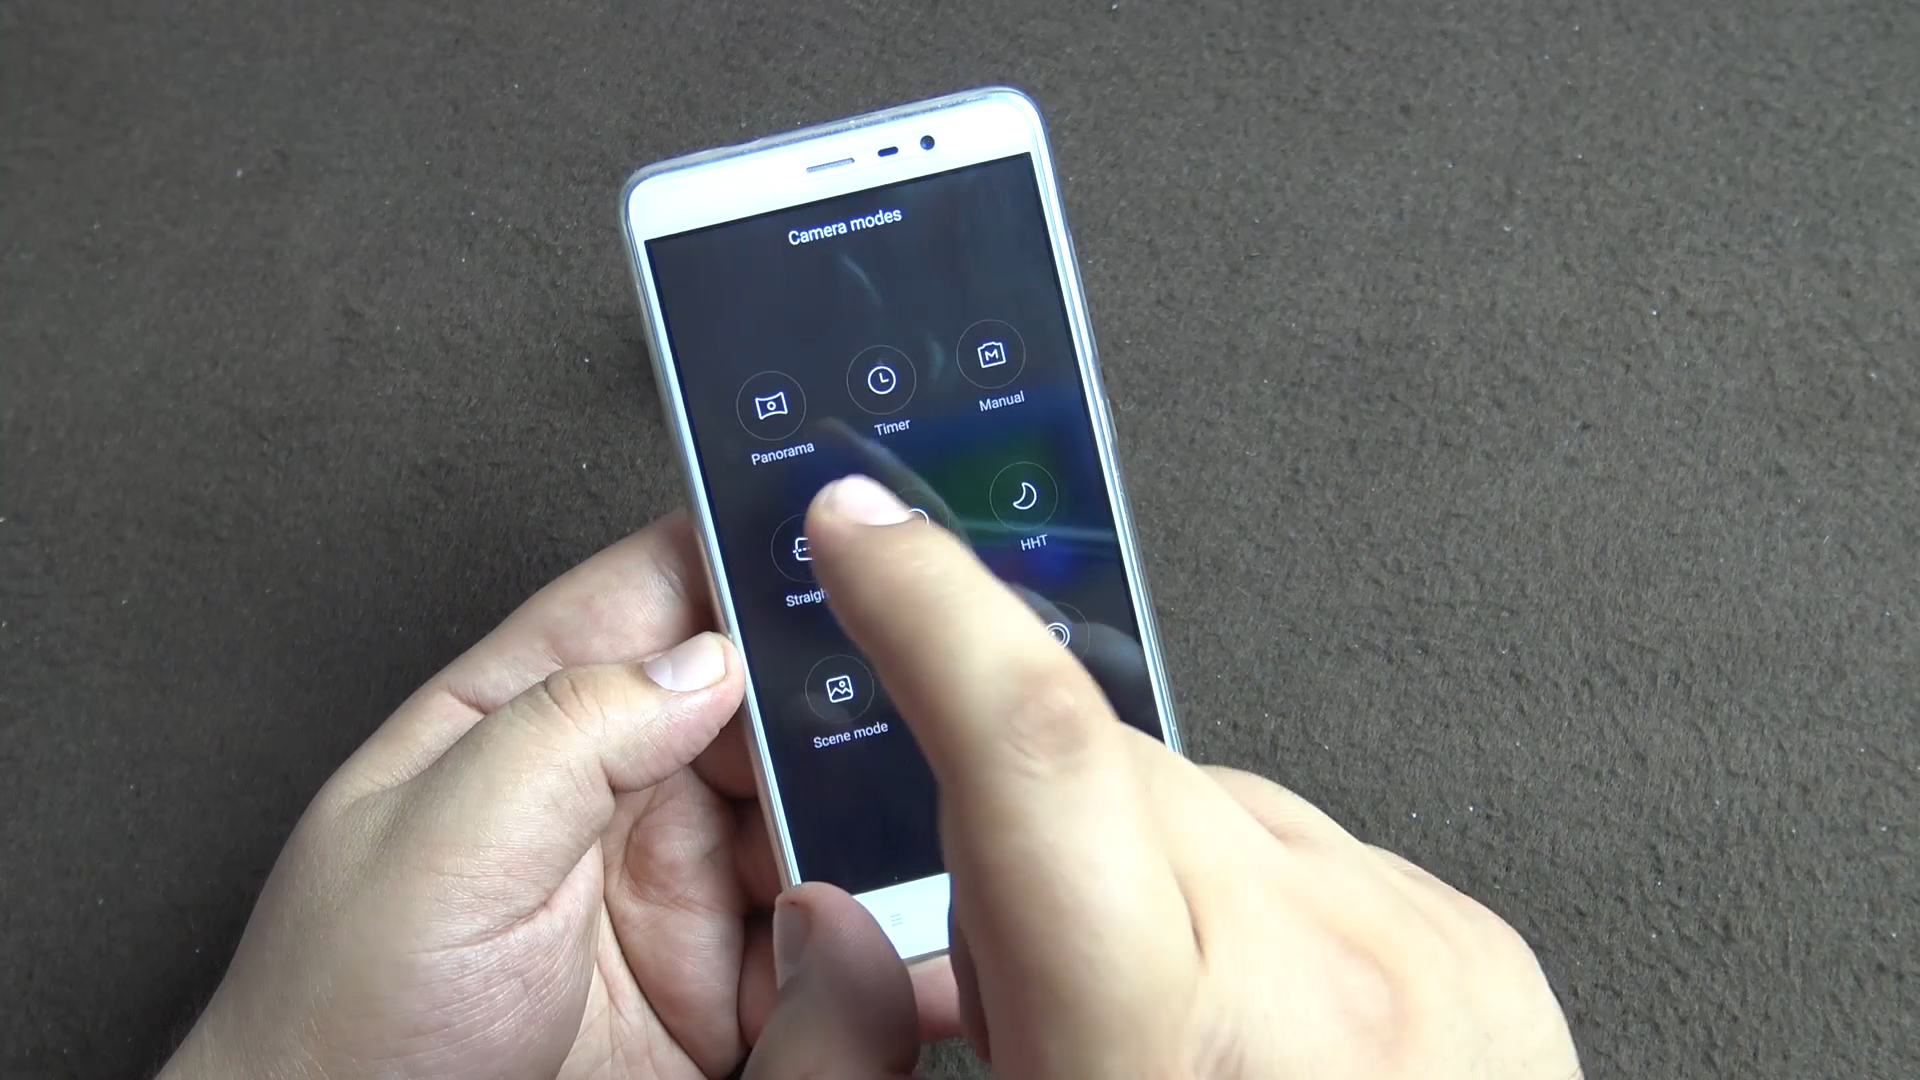 Camera modes
Panorama
Timer
Manual
M
HHT
Scene mode